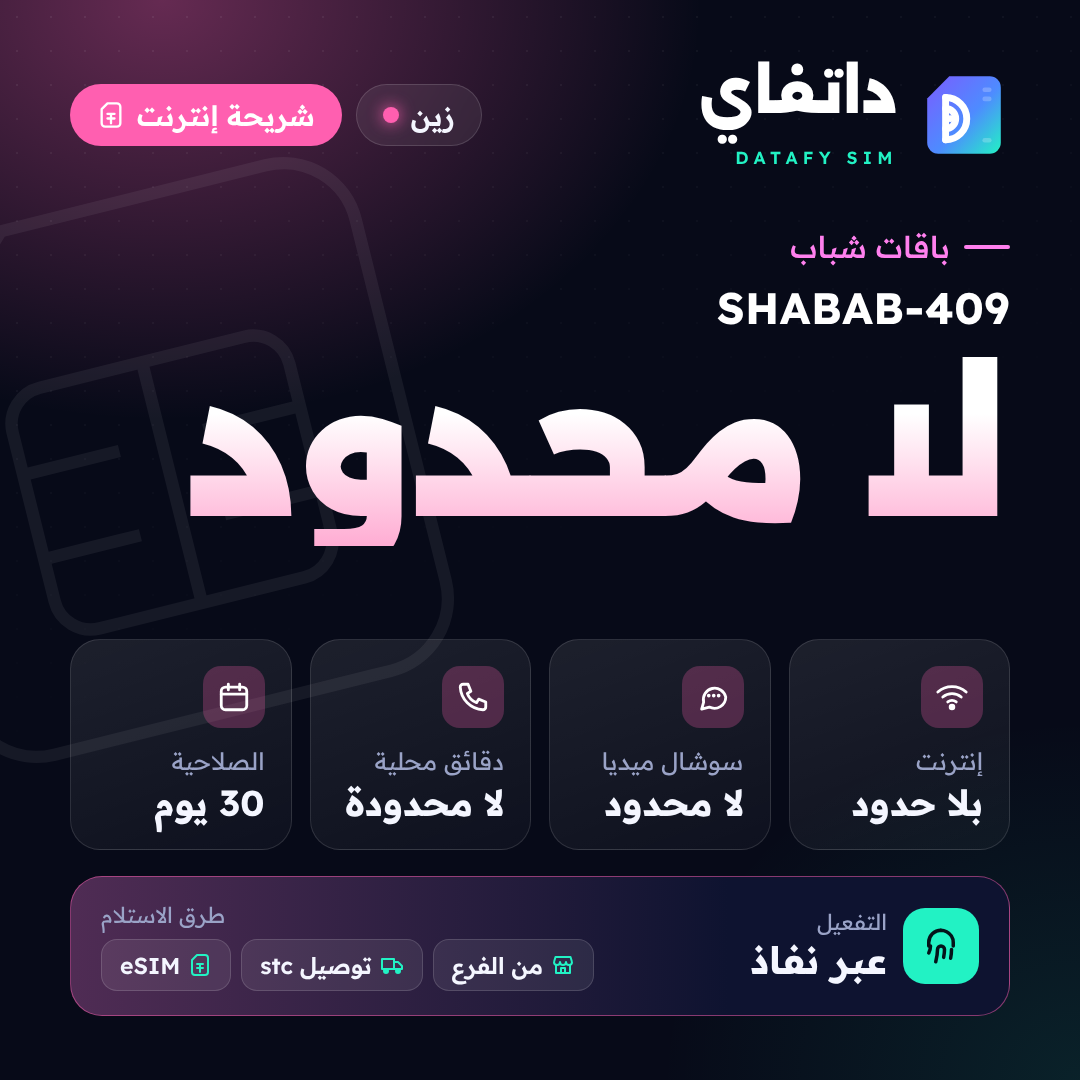 داتفاي
DATAFY SIM
زين
شريحة إنترنت
باقات شباب
SHABAB-409
لا محدود
إنترنت
بلا حدود
سوشال ميديا
لا محدود
دقائق محلية
لا محدودة
الصلاحية
30 يوم
التفعيل
عبر نفاذ
طرق الاستلام
من الفرع
توصيل stc
eSIM